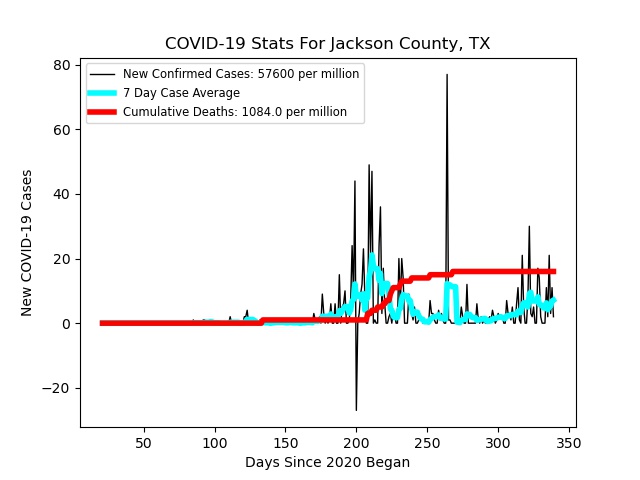 COVID-19 Stats For Jackson County, TX
New Confirmed Cases: 57600 per million
7 Day Case Average
Cumulative Deaths: 1084.0 per million
New COVID-19 Cases
80
60
40
20
0
−20
50 100 150 200 250 300 350
Days Since 2020 Began